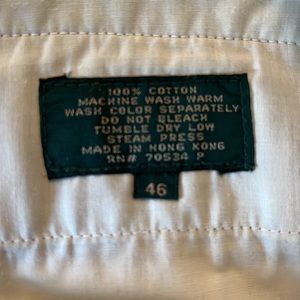 100% COTTON
MACHINE WASH WARM
WASH COLOR SEPARATELY
DO NOT BLEACH
TUMBLE DRY LOW
STEAM PRESS
MADE IN HONG KONG
RN# 70534 P
46